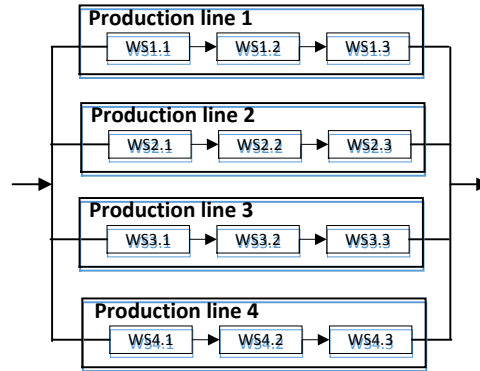 Production line 1
WS1.1 WS1.2 WS1.3
Production line 2
WS2.1 WS2.2 WS2.3
Production line 3
WS3.1 WS3.2 WS3.3
Production line 4
WS4.1 WS4.2 WS4.3